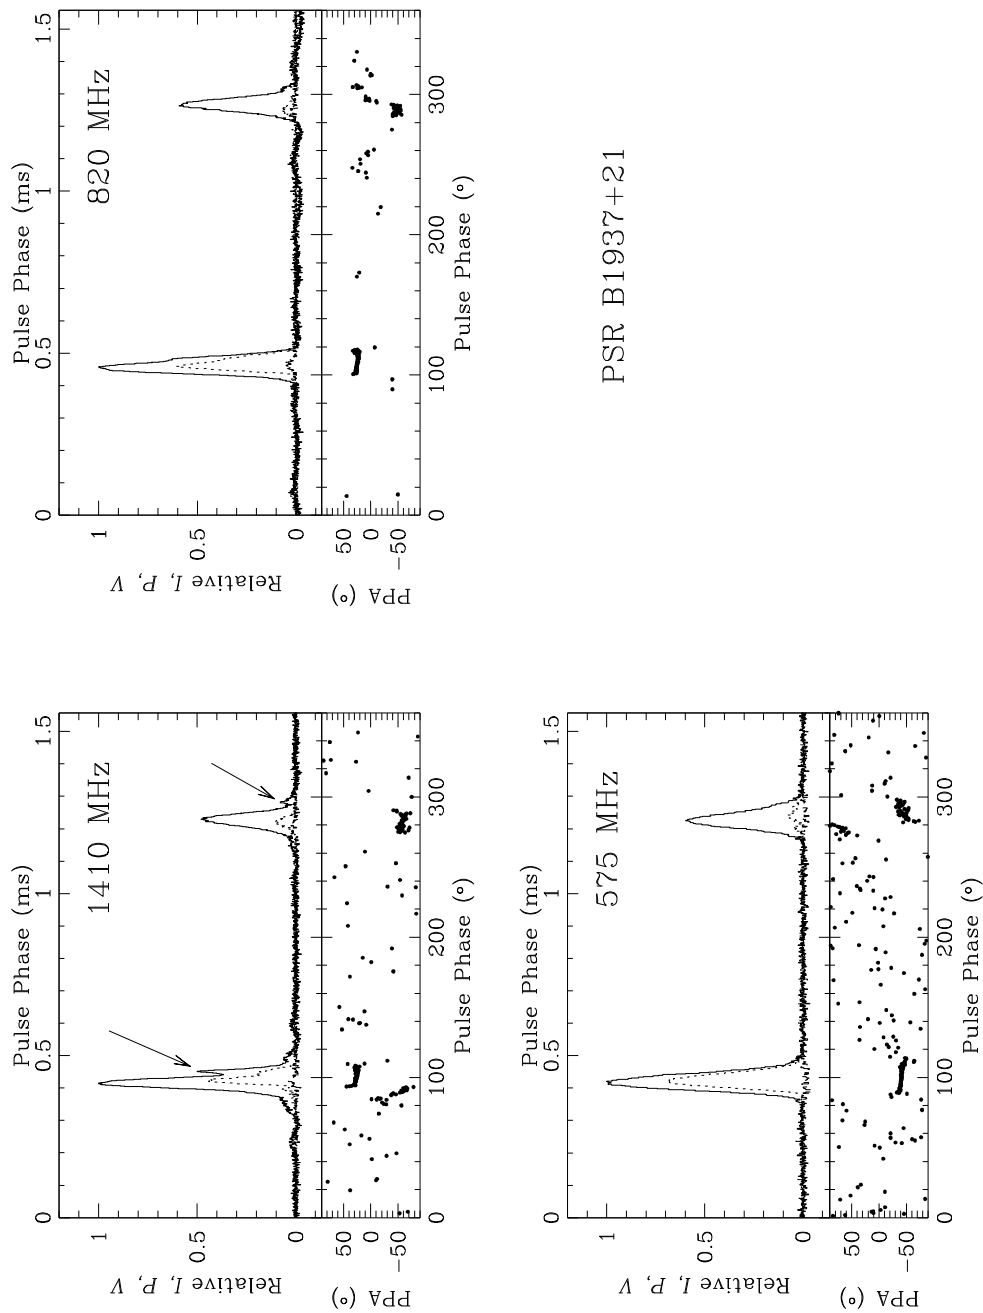 Pulse Phase (ms)
0 0.5 1 1.5
1410 MHz
Relative I, P, V
0 0.5 1
PPA (°)
50 0 −50
0 100 200 300
Pulse Phase (°)
Pulse Phase (ms)
0 0.5 1 1.5
820 MHz
Relative I, P, V
0 0.5 1
PPA (°)
50 0 −50
0 100 200 300
Pulse Phase (°)
Pulse Phase (ms)
0 0.5 1 1.5
575 MHz
Relative I, P, V
0 0.5 1
PPA (°)
50 0 −50
0 100 200 300
Pulse Phase (°)
PSR B1937+21